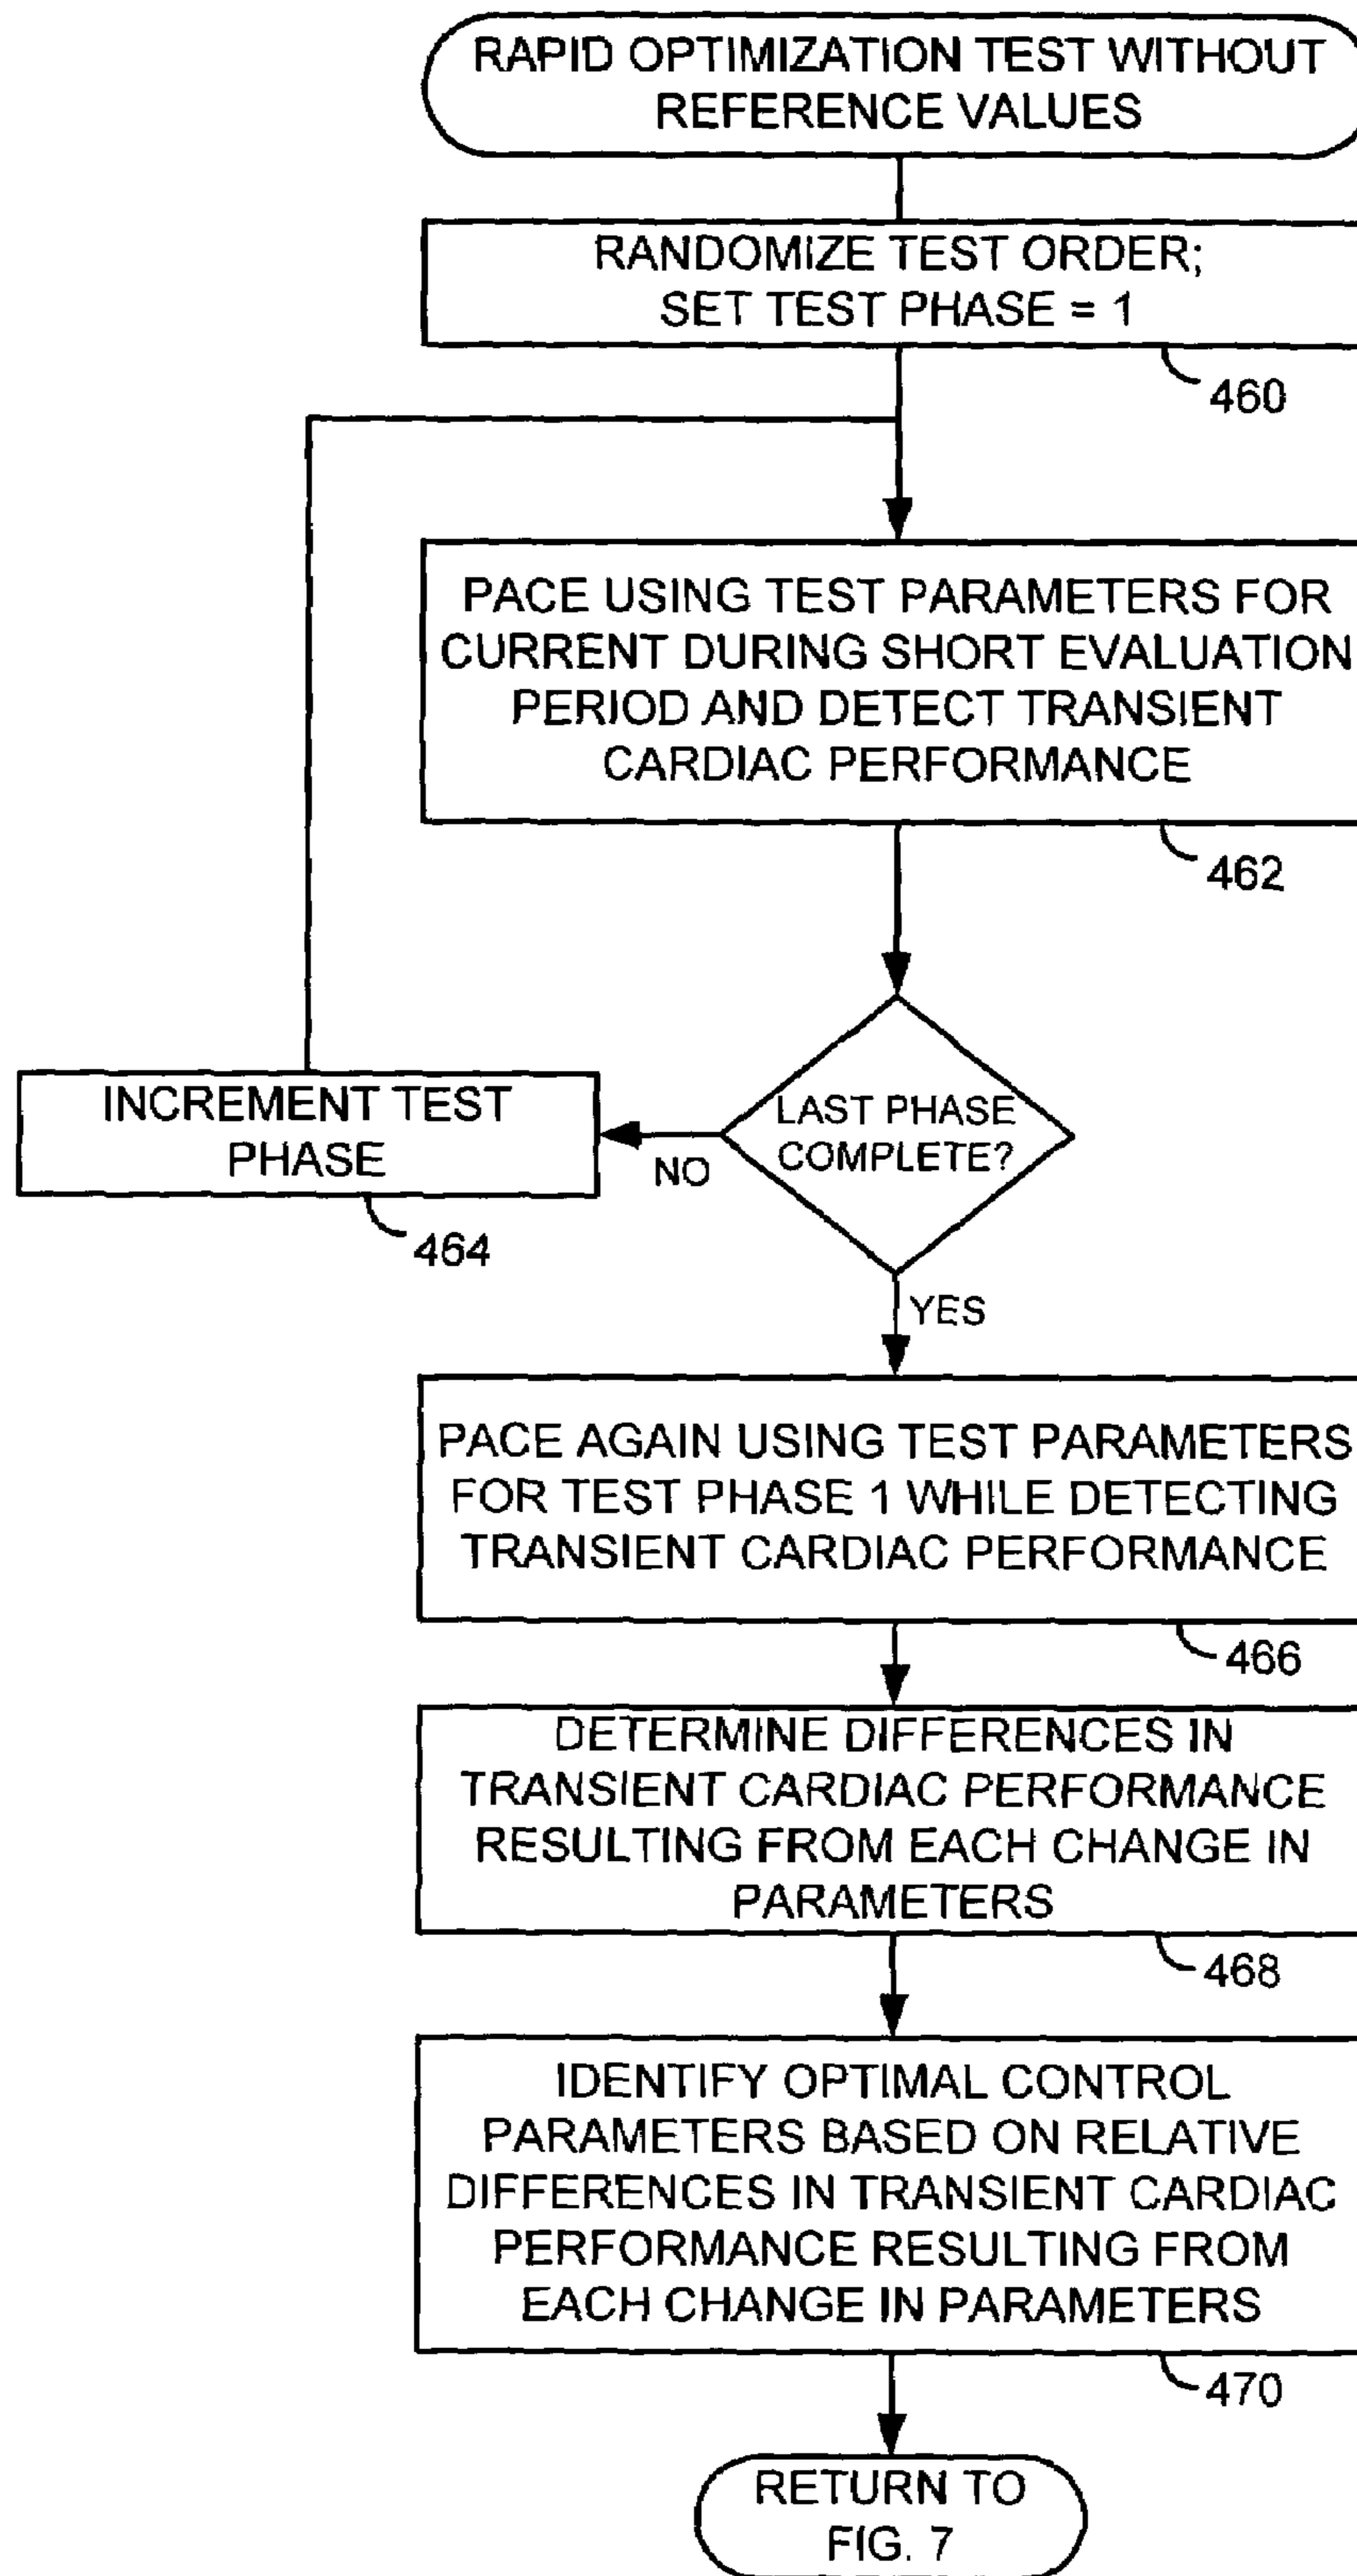 RAPID OPTIMIZATION TEST WITHOUT
REFERENCE VALUES
RANDOMIZE TEST ORDER;
SET TEST PHASE = 1
460
PACE USING TEST PARAMETERS FOR
CURRENT DURING SHORT EVALUATION
PERIOD AND DETECT TRANSIENT
CARDIAC PERFORMANCE
462
LAST PHASE
COMPLETE?
NO
INCREMENT TEST
PHASE
464
YES
PACE AGAIN USING TEST PARAMETERS
FOR TEST PHASE 1 WHILE DETECTING
TRANSIENT CARDIAC PERFORMANCE
466
DETERMINE DIFFERENCES IN
TRANSIENT CARDIAC PERFORMANCE
RESULTING FROM EACH CHANGE IN
PARAMETERS
468
IDENTIFY OPTIMAL CONTROL
PARAMETERS BASED ON RELATIVE
DIFFERENCES IN TRANSIENT CARDIAC
PERFORMANCE RESULTING FROM
EACH CHANGE IN PARAMETERS
470
RETURN TO
FIG. 7